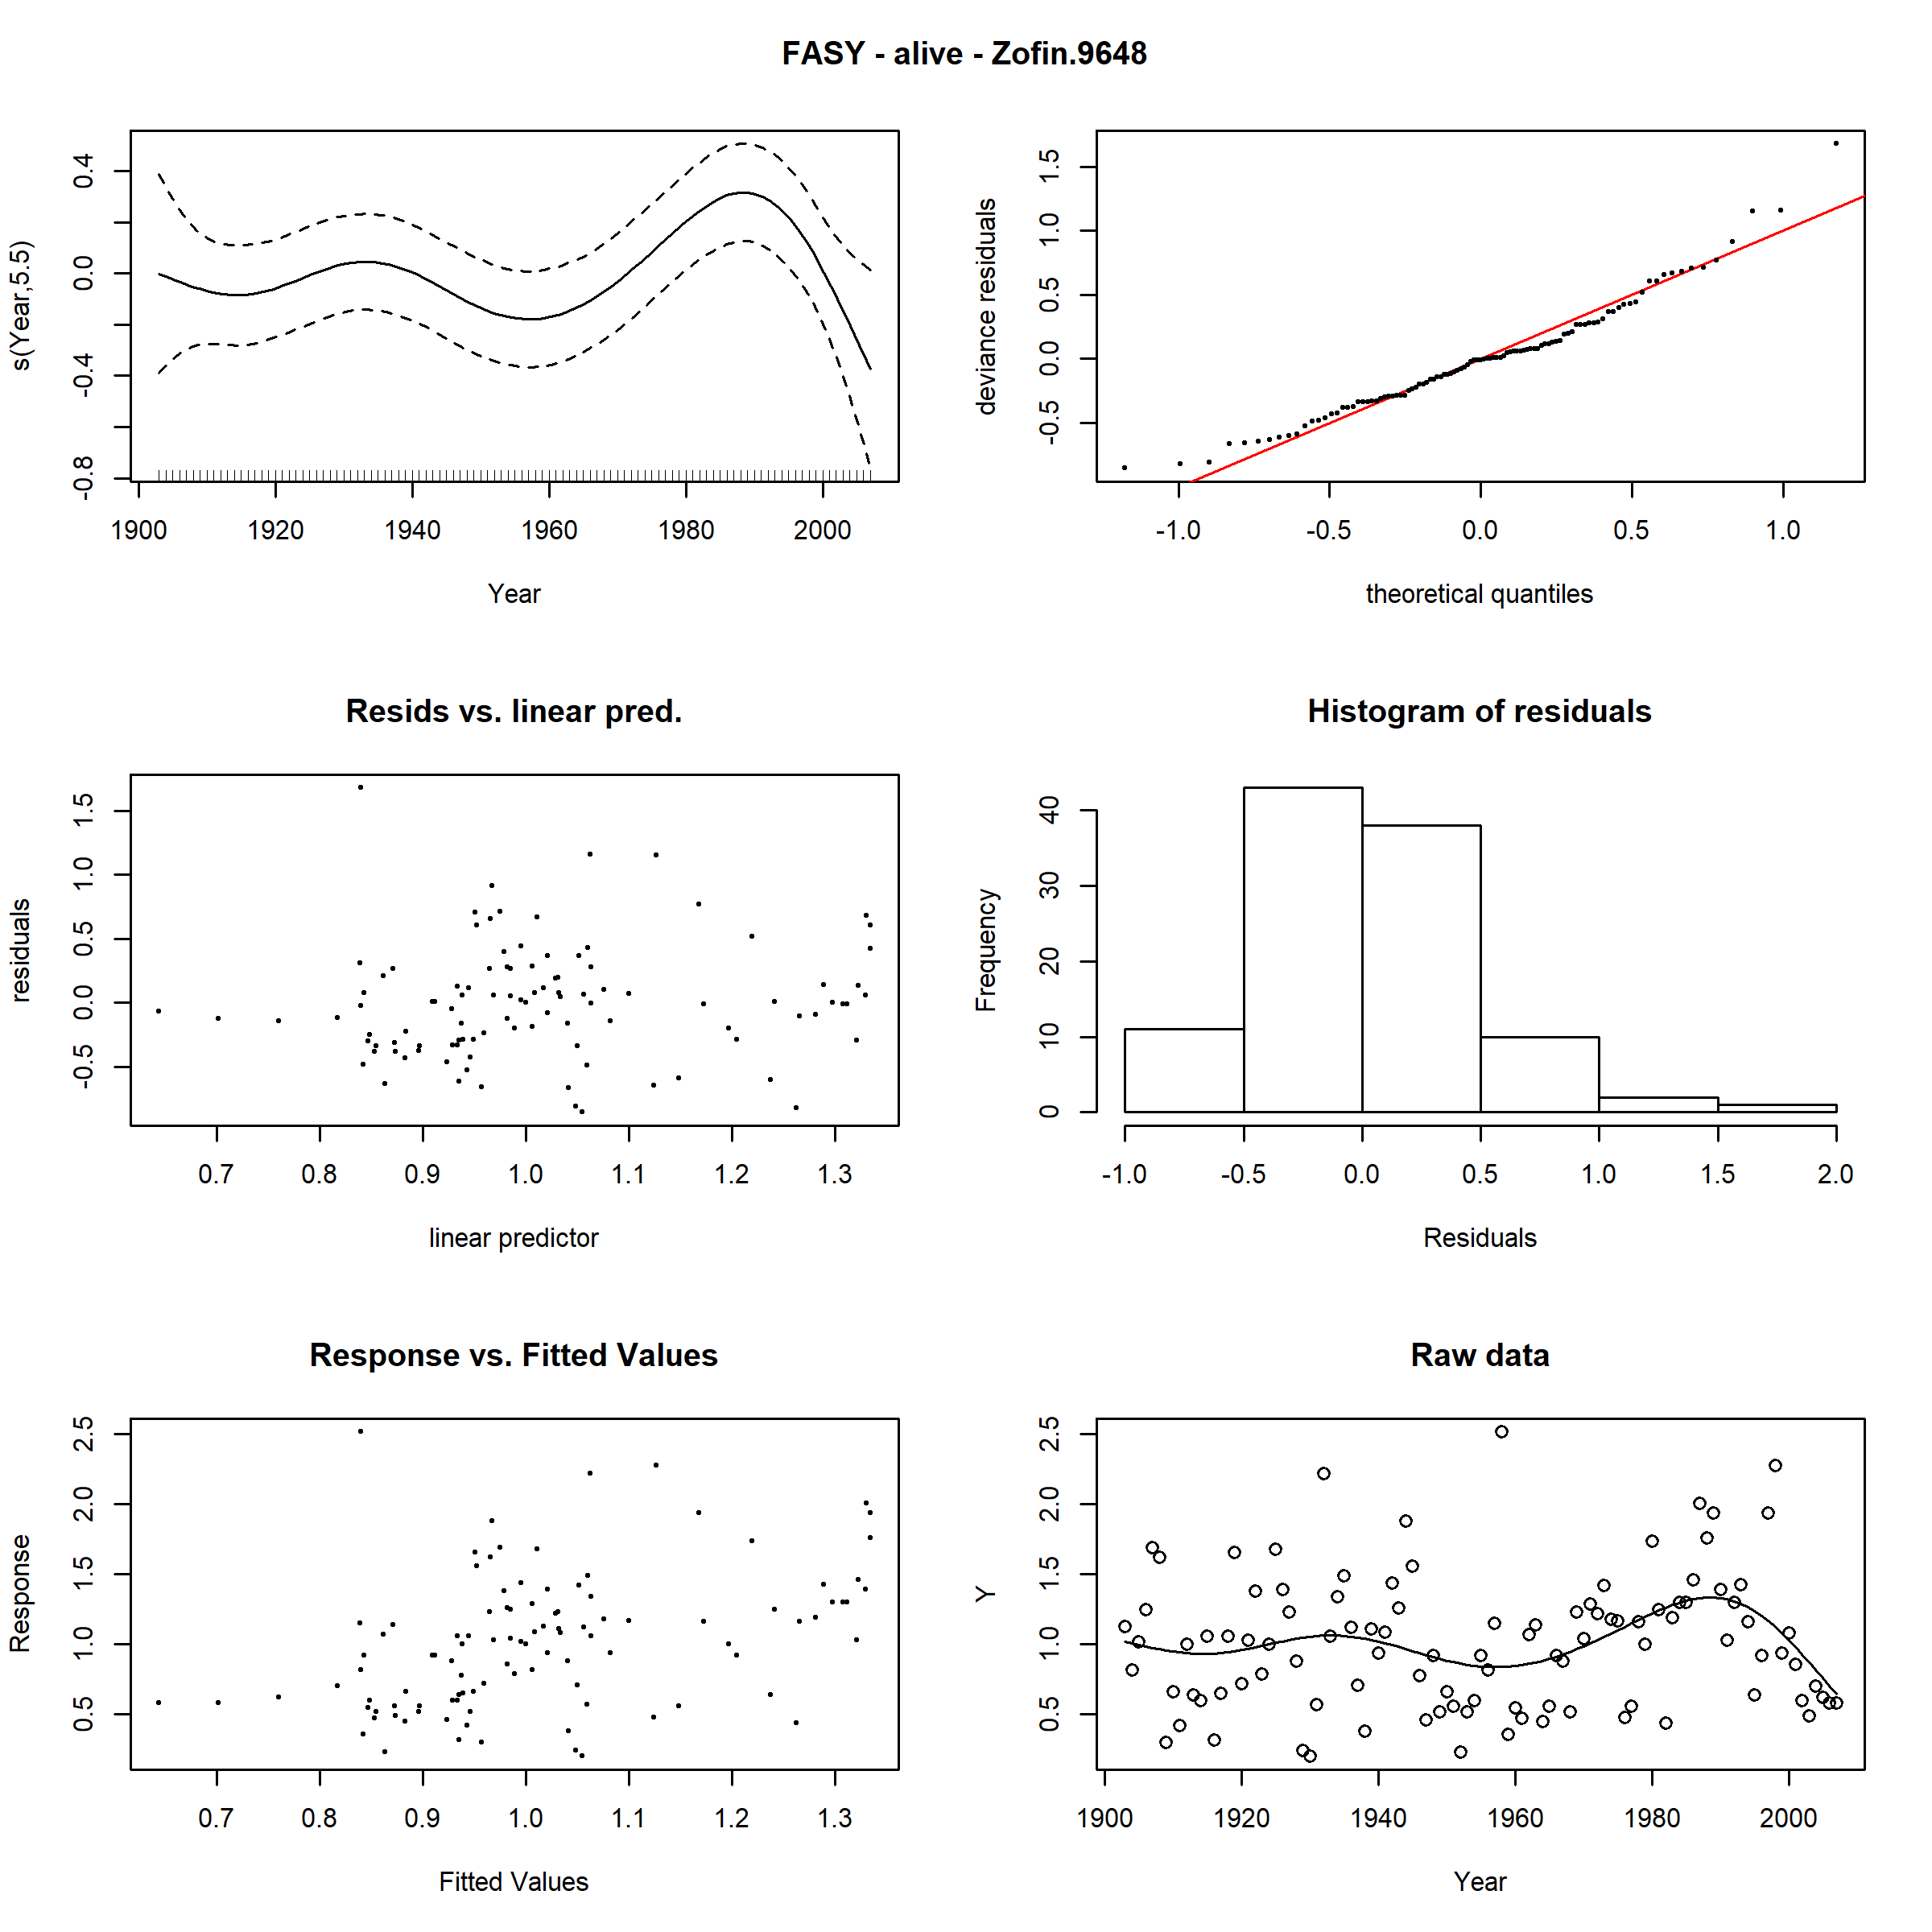 FASY - alive - Zofin.9648
s(Year,5.5)
-0.8 -0.4 0.0 0.4
1900 1920 1940 1960 1980 2000
Year
deviance residuals
-0.5 0.0 0.5 1.0 1.5
-1.0 -0.5 0.0 0.5 1.0
theoretical quantiles
Resids vs. linear pred.
residuals
-0.5 0.0 0.5 1.0 1.5
0.7 0.8 0.9 1.0 1.1 1.2 1.3
linear predictor
Histogram of residuals
Frequency
0 10 20 30 40
-1.0 -0.5 0.0 0.5 1.0 1.5 2.0
Residuals
Response vs. Fitted Values
Response
0.5 1.0 1.5 2.0 2.5
0.7 0.8 0.9 1.0 1.1 1.2 1.3
Fitted Values
Raw data
Y
0.5 1.0 1.5 2.0 2.5
1900 1920 1940 1960 1980 2000
Year